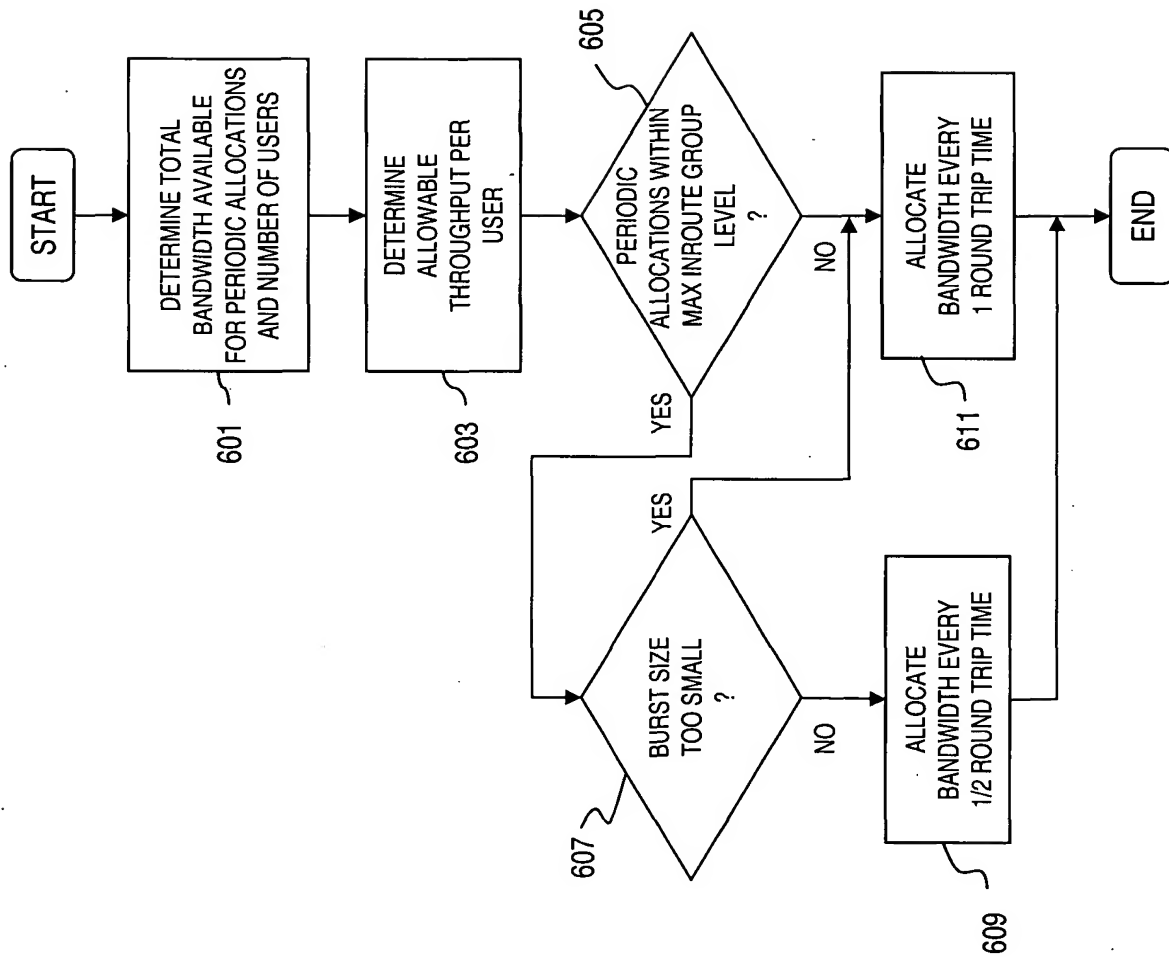 START
DETERMINE TOTAL
BANDWIDTH AVAILABLE
FOR PERIODIC ALLOCATIONS
AND NUMBER OF USERS
601
DETERMINE
ALLOWABLE
THROUGHPUT PER
USER
603
605
PERIODIC
ALLOCATIONS WITHIN
MAX INROUTE GROUP
LEVEL
?
YES
NO
607
BURST SIZE
TOO SMALL
?
YES
NO
ALLOCATE
BANDWIDTH EVERY
1/2 ROUND TRIP TIME
609
ALLOCATE
BANDWIDTH EVERY
1 ROUND TRIP TIME
611
END